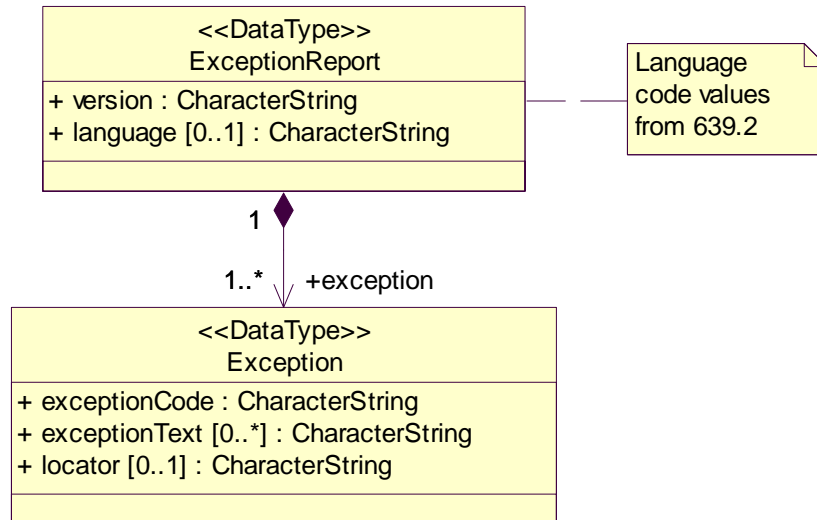 <<DataType>>
ExceptionReport
+ version : CharacterString
+ language [0..1] : CharacterString
Language
code values
from 639.2
1
1..*
+exception
<<DataType>>
Exception
+ exceptionCode : CharacterString
+ exceptionText [0..*] : CharacterString
+ locator [0..1] : CharacterString